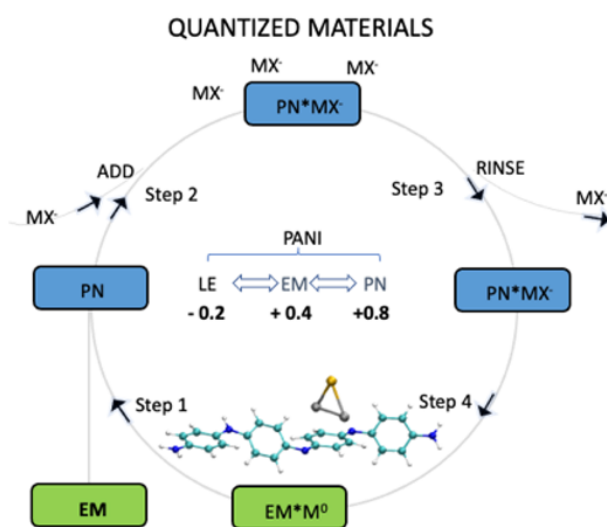 QUANTIZED MATERIALS
MX-
MX-
MX-
PN*MX-
ADD
Step 2
RINSE
Step 3
MX-
MX-
PANI
LE EM PN
- 0.2 + 0.4 +0.8
PN
PN*MX-
Step 1
Step 4
EM
EM*M⁰